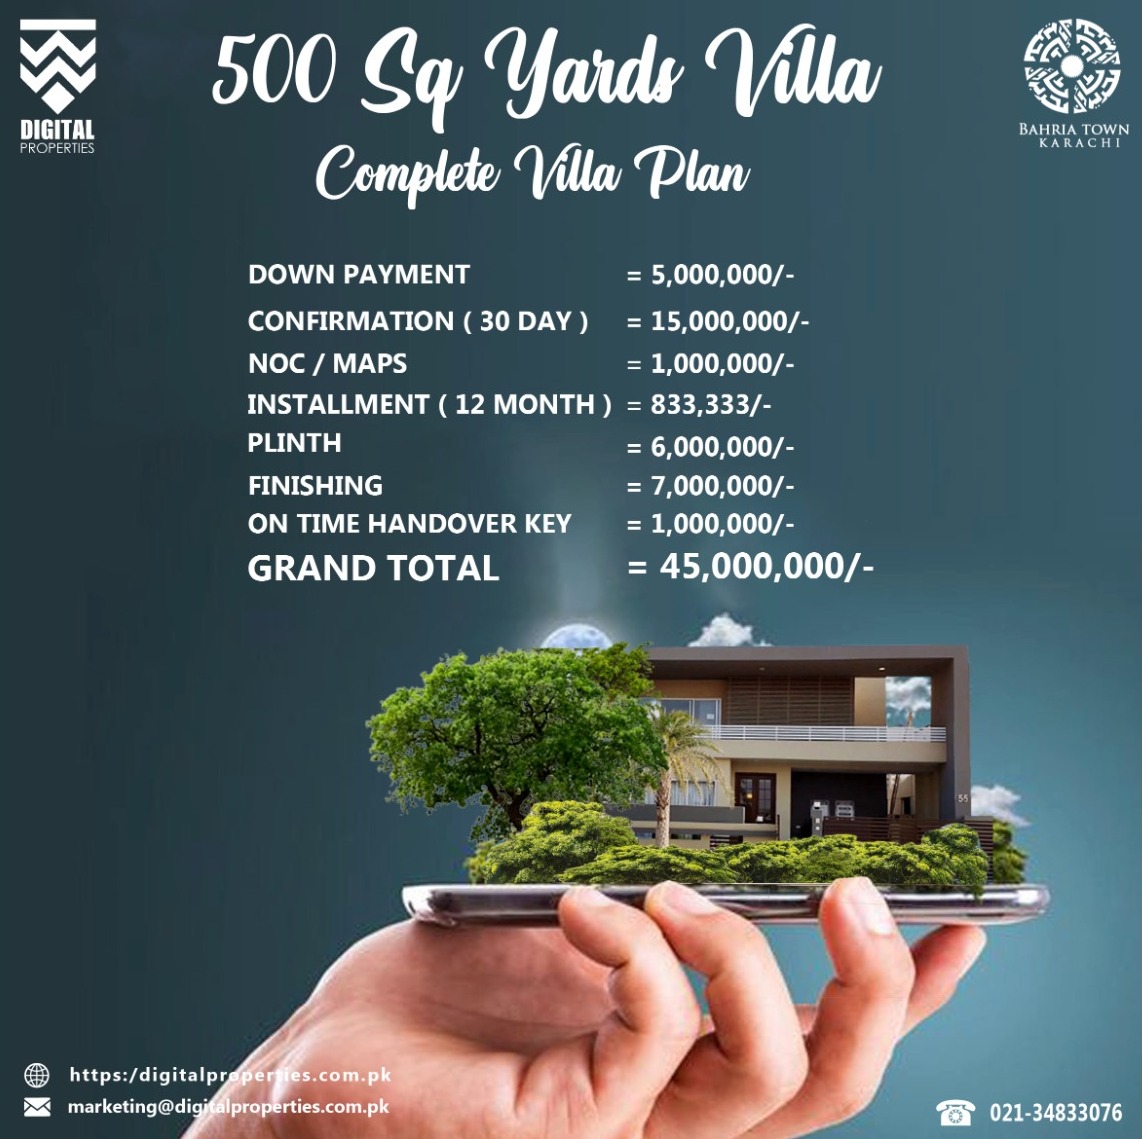 DIGITAL
PROPERTIES
500 Sq Yards Villa
BAHRIA TOWN
KARACHI
Complete Villa Plan
DOWN PAYMENT = 5,000,000/-
CONFIRMATION ( 30 DAY ) = 15,000,000/-
NOC / MAPS = 1,000,000/-
INSTALLMENT ( 12 MONTH ) = 833,333/-
PLINTH = 6,000,000/-
FINISHING = 7,000,000/-
ON TIME HANDOVER KEY = 1,000,000/-
GRAND TOTAL = 45,000,000/-
55
https:/digitalproperties.com.pk
marketing@digitalproperties.com.pk
021-34833076